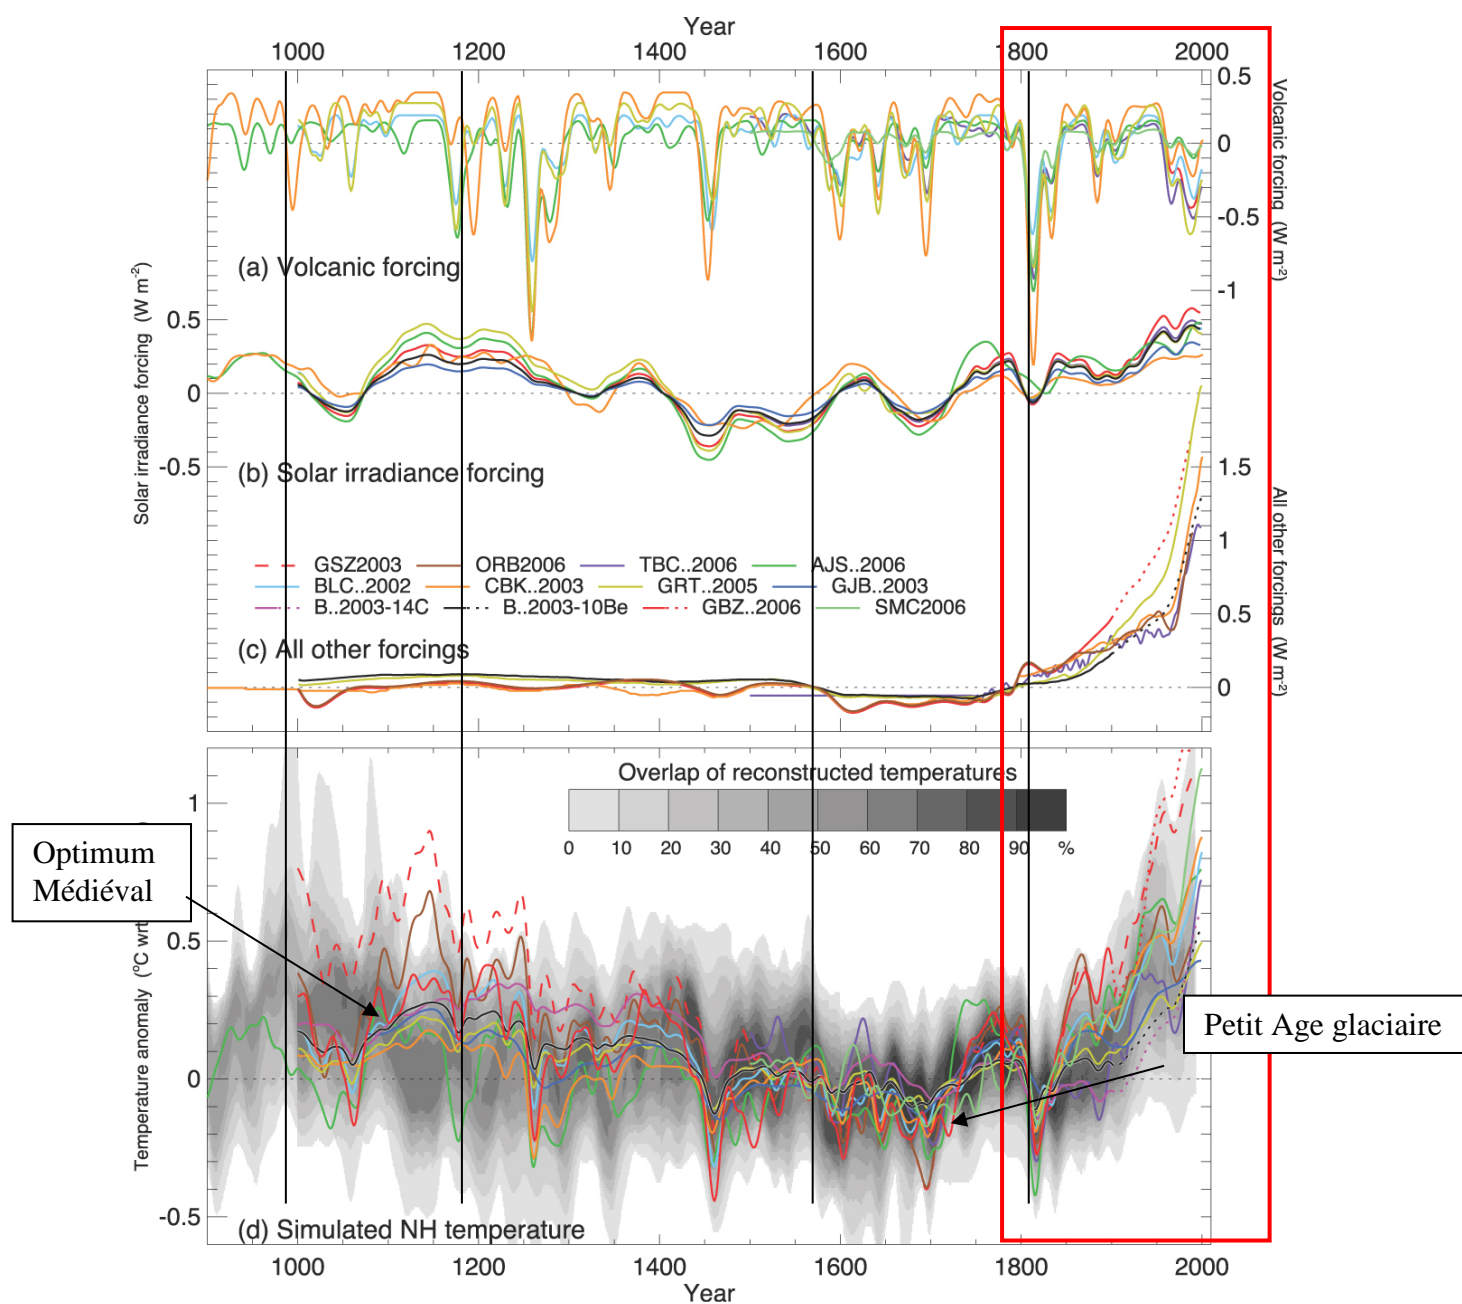 Year
1000 1200 1400 1600 1800 2000
0.5
0
-0.5
-1
Volcanic forcing (W m-2)
(a) Volcanic forcing
Solar irradiance forcing (W m-2)
0.5
0
-0.5
(b) Solar irradiance forcing
1.5
1
0.5
0
All other forcings (W m-2)
GSZ2003 ORB2006 TBC..2006 AJS..2006
BLC..2002 CBK..2003 GRT..2005 GJB..2003
B..2003-14C B..2003-10Be GBZ..2006 SMC2006
(c) All other forcings
Overlap of reconstructed temperatures
0 10 20 30 40 50 60 70 80 90 %
Optimum
Médiéval
Petit Age glaciaire
Temperature anomaly (°C wrt
1
0.5
0
-0.5
(d) Simulated NH temperature
1000 1200 1400 1600 1800 2000
Year